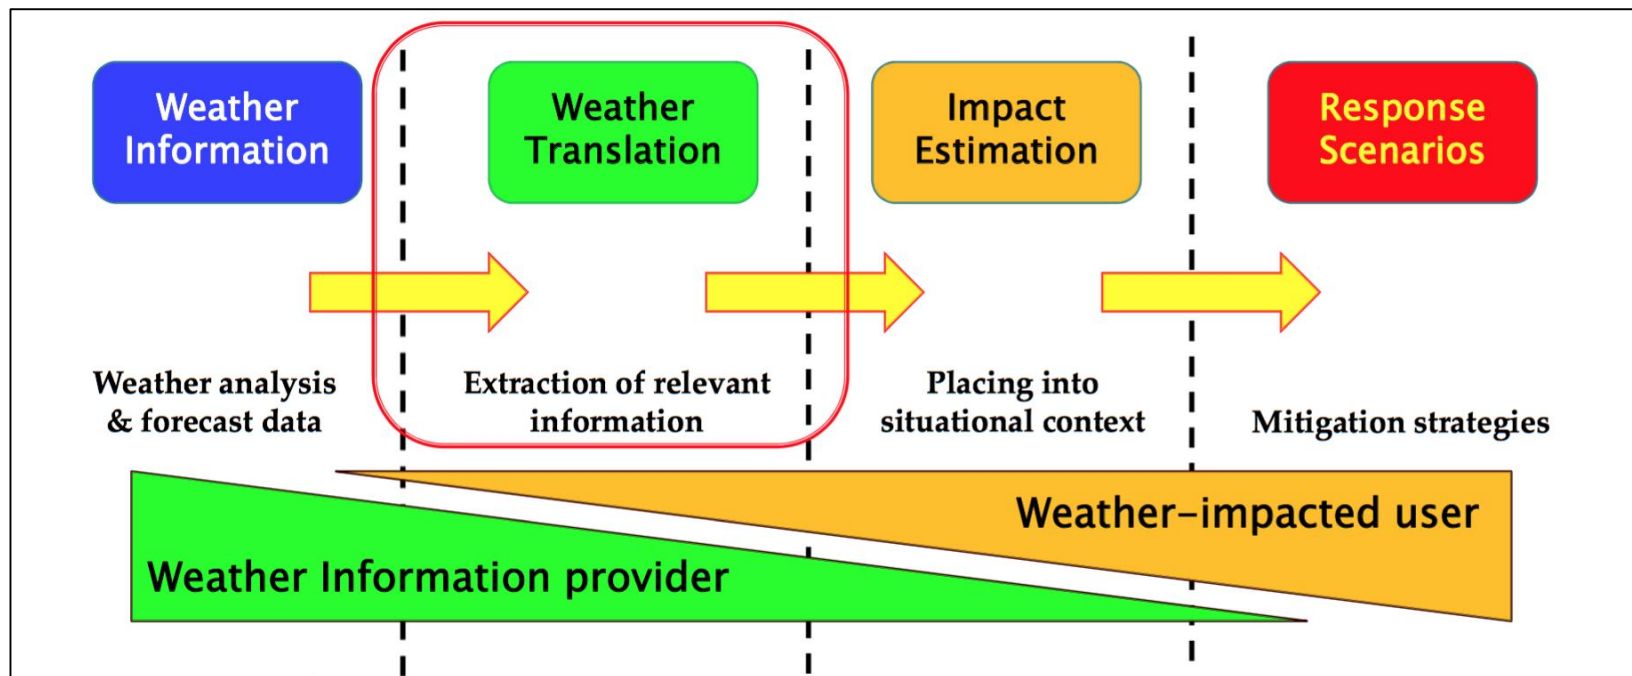 Weather
Information
Weather
Translation
Impact
Estimation
Response
Scenarios
Weather analysis
& forecast data
Extraction of relevant
information
Placing into
situational context
Mitigation strategies
Weather-impacted user
Weather Information provider